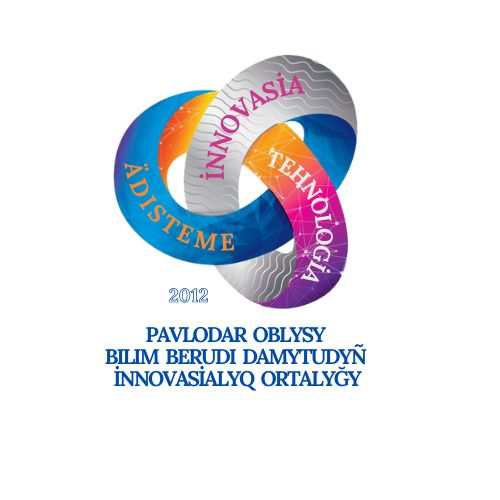 İNNOVASİA
TEHNOLOGİA
ÄDISTEME
2012
PAVLODAR OBLYSY
BILIM BERUDI DAMYTUDYÑ
İNNOVASİALYQ ORTALYĞY